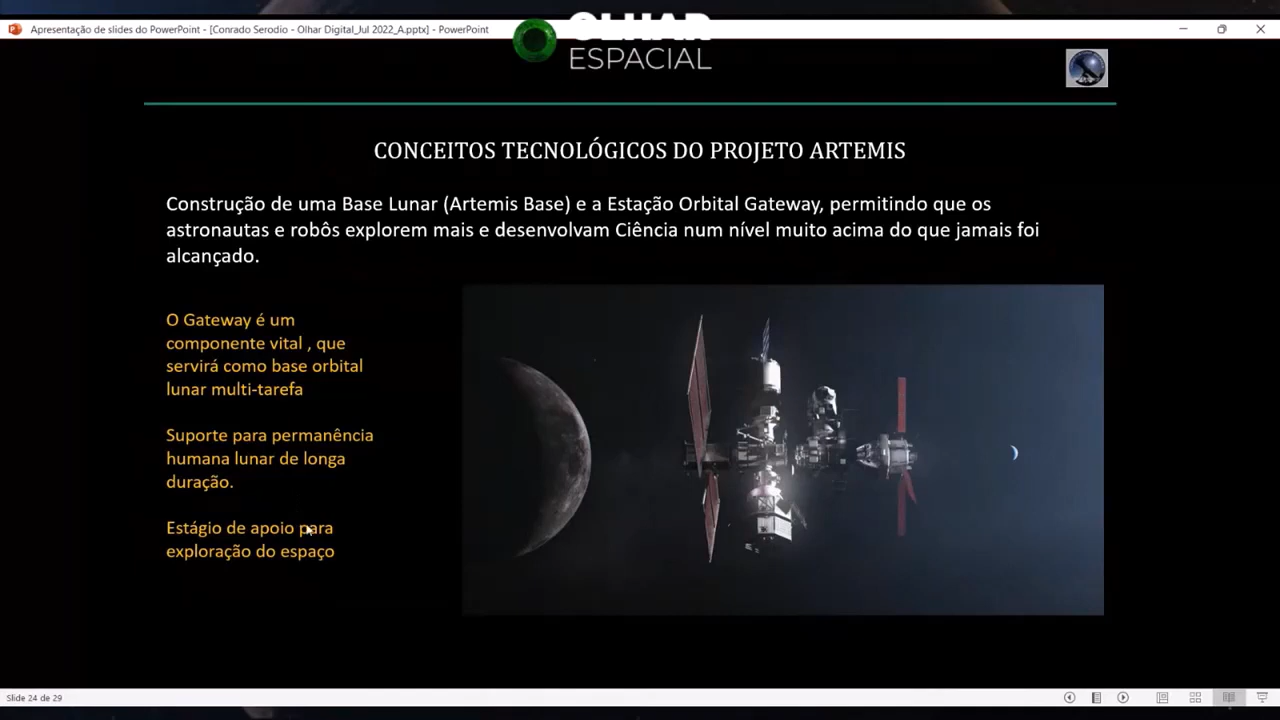 Apresentação de slides do PowerPoint - [Conrado Serodio - Olhar Digital_Jul 2022_A.pptx] - PowerPoint
OLHAR
ESPACIAL
CONCEITOS TECNOLÓGICOS DO PROJETO ARTEMIS
Construção de uma Base Lunar (Artemis Base) e a Estação Orbital Gateway, permitindo que os
astronautas e robôs explorem mais e desenvolvam Ciência num nível muito acima do que jamais foi
alcançado.
O Gateway é um
componente vital , que
servirá como base orbital
lunar multi-tarefa
Suporte para permanência
humana lunar de longa
duração.
Estágio de apoio para
exploração do espaço
Slide 24 de 29